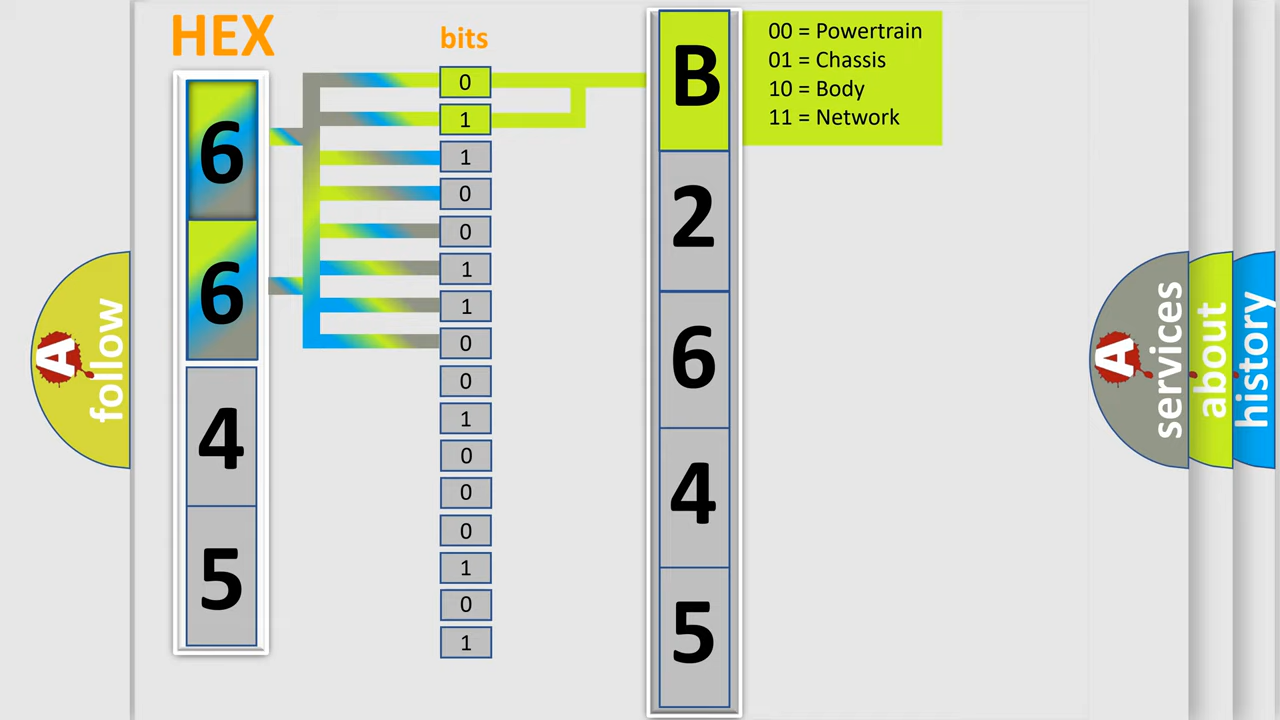 HEX
bits
6
6
4
5
0
1
1
0
0
1
1
0
0
1
0
0
0
1
0
1
B
2
6
4
5
00 = Powertrain
01 = Chassis
10 = Body
11 = Network
A
follow
A
services
about
history